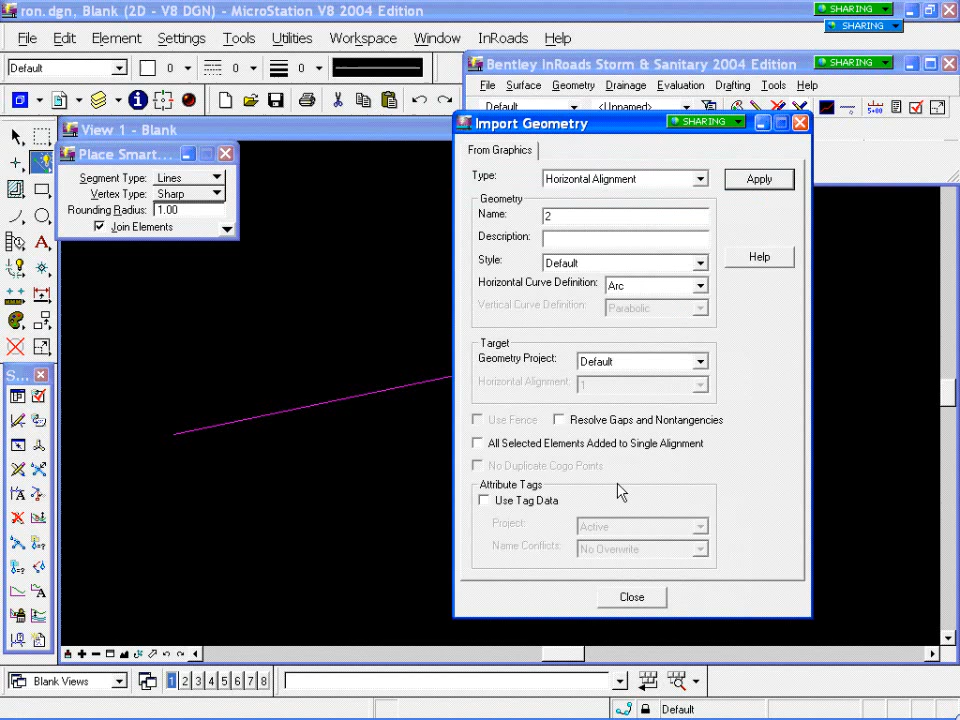 ron.dgn, Blank (2D - V8 DGN) - MicroStation V8 2004 Edition
SHARING
SHARING
File Edit Element Settings Tools Utilities Workspace Window InRoads Help
Default 0 0 0
Bentley InRoads Storm & Sanitary 2004 Edition SHARING
File Surface Geometry Drainage Evaluation Drafting Tools Help
Default <Unnamed>
View 1 - Blank
Place Smart...
Segment Type: Lines
Vertex Type: Sharp
Rounding Radius: 1.00
Join Elements
Import Geometry SHARING
From Graphics
Type: Horizontal Alignment Apply
Geometry
Name: 2
Description:
Style: Default Help
Horizontal Curve Definition: Arc
Vertical Curve Definition: Parabolic
Target
Geometry Project: Default
Horizontal Alignment: 1
Use Fence Resolve Gaps and Nontangencies
All Selected Elements Added to Single Alignment
No Duplicate Cogo Points
Attribute Tags
Use Tag Data
Project: Active
Name Conflicts: No Overwrite
Close
S...
Blank Views 1 2 3 4 5 6 7 8
Default